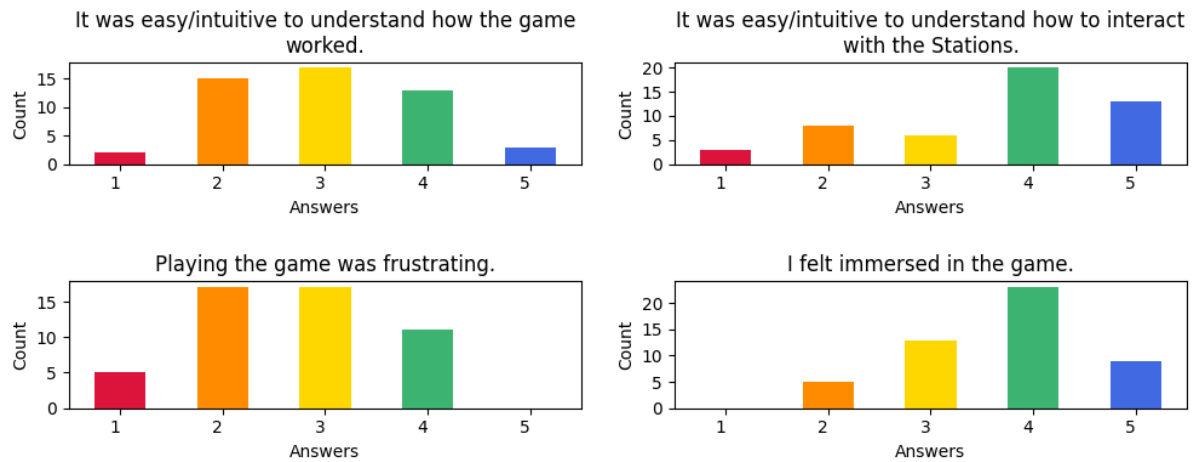 It was easy/intuitive to understand how the game
worked.
15
10
5
0
Count
1 2 3 4 5
Answers
It was easy/intuitive to understand how to interact
with the Stations.
20
15
10
5
0
Count
1 2 3 4 5
Answers
Playing the game was frustrating.
15
10
5
0
Count
1 2 3 4 5
Answers
I felt immersed in the game.
20
15
10
5
0
Count
1 2 3 4 5
Answers